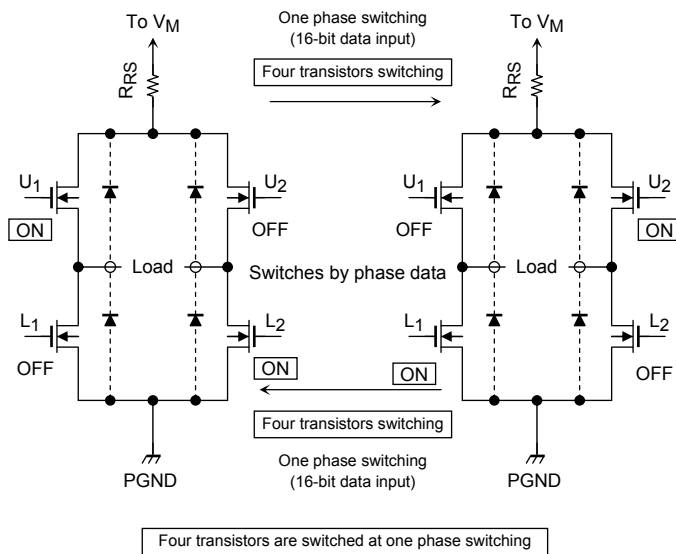 To VM
One phase switching
(16-bit data input)
To VM
RRS
Four transistors switching
RRS
U1
U2
U1
U2
ON
OFF
OFF
ON
Load
Switches by phase data
Load
L1
L2
L1
L2
OFF
ON
ON
OFF
Four transistors switching
PGND
One phase switching
(16-bit data input)
PGND
Four transistors are switched at one phase switching